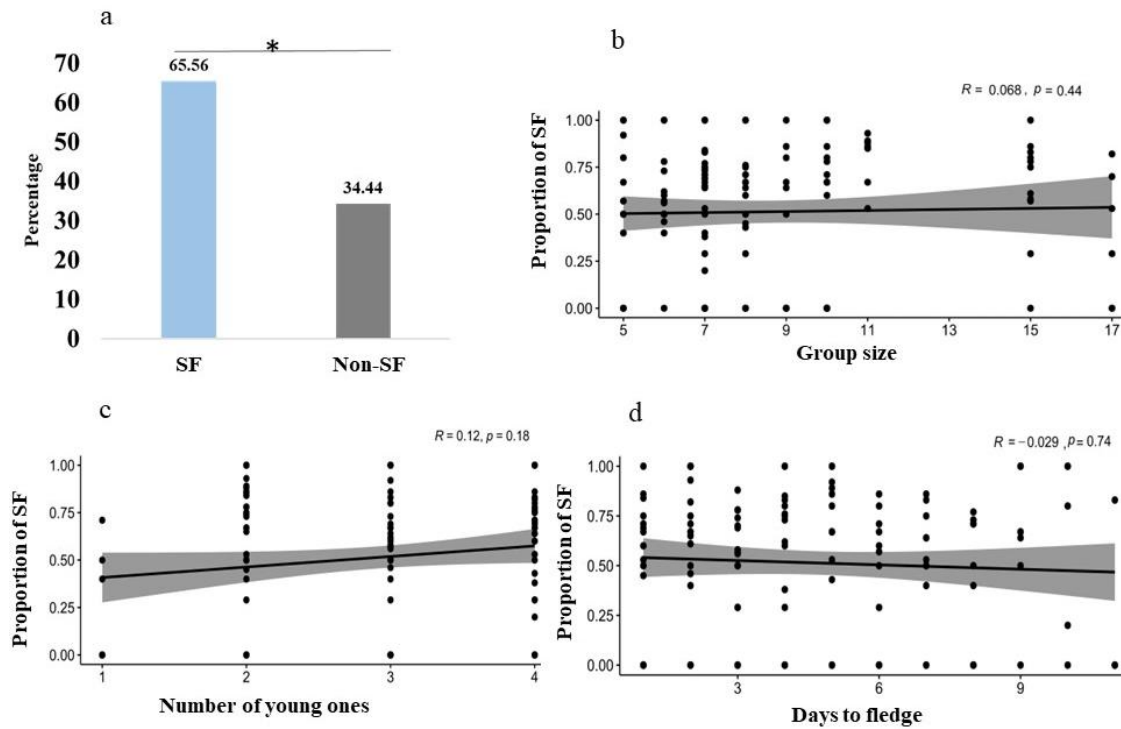 a
*
70
60
50
40
30
20
10
0
Percentage
65.56
34.44
SF
Non-SF
b
R = 0.068, p = 0.44
Proportion of SF
1.00
0.75
0.50
0.25
0.00
5 7 9 11 13 15 17
Group size
c
R = 0.12, p = 0.18
Proportion of SF
1.00
0.75
0.50
0.25
0.00
1 2 3 4
Number of young ones
d
R = −0.029, p = 0.74
Proportion of SF
1.00
0.75
0.50
0.25
0.00
3 6 9
Days to fledge